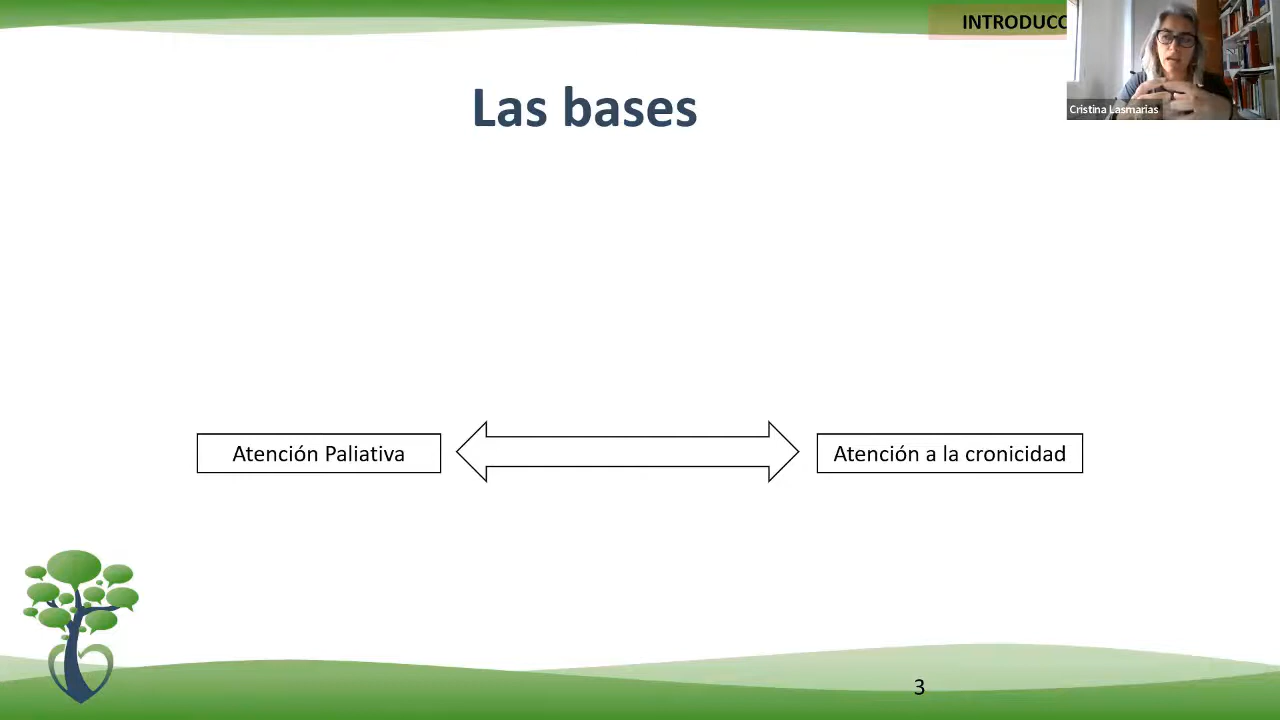 INTRODUCC
Cristina Lasmarias
Las bases
Atención Paliativa
Atención a la cronicidad
3